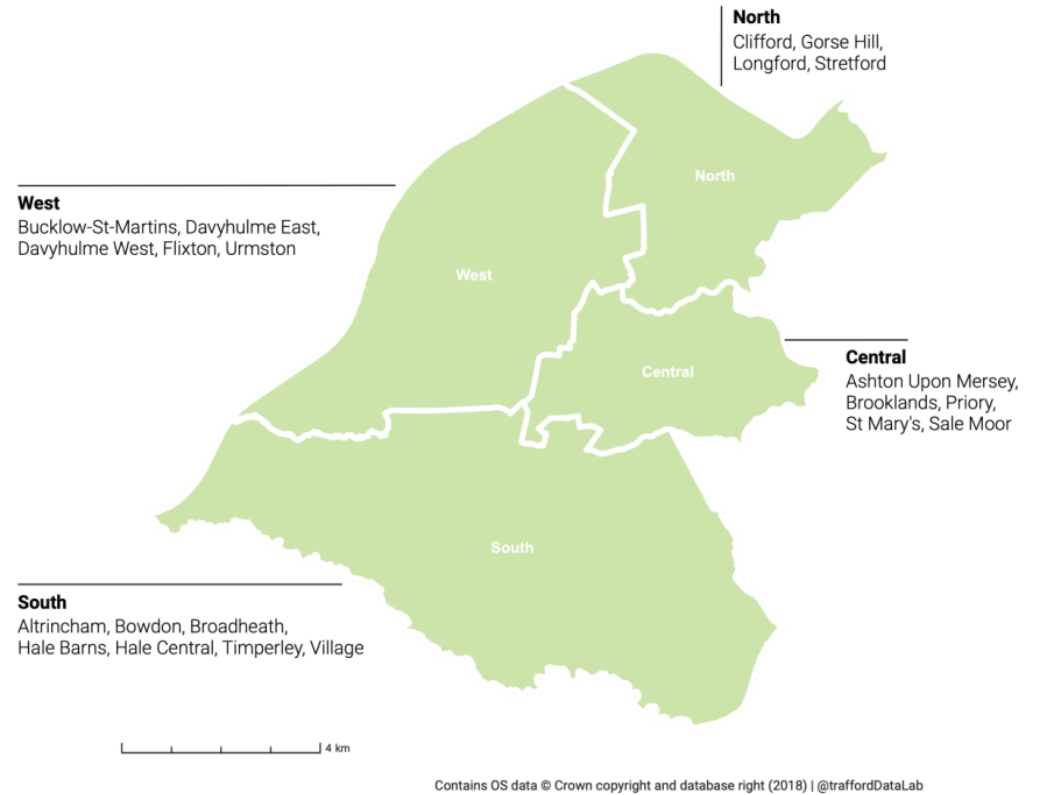 North
Clifford, Gorse Hill,
Longford, Stretford
North
West
Bucklow-St-Martins, Davyhulme East,
Davyhulme West, Flixton, Urmston
West
Central
Central
Ashton Upon Mersey,
Brooklands, Priory,
St Mary's, Sale Moor
South
South
Altrincham, Bowdon, Broadheath,
Hale Barns, Hale Central, Timperley, Village
4 km
Contains OS data © Crown copyright and database right (2018) | @traffordDataLab